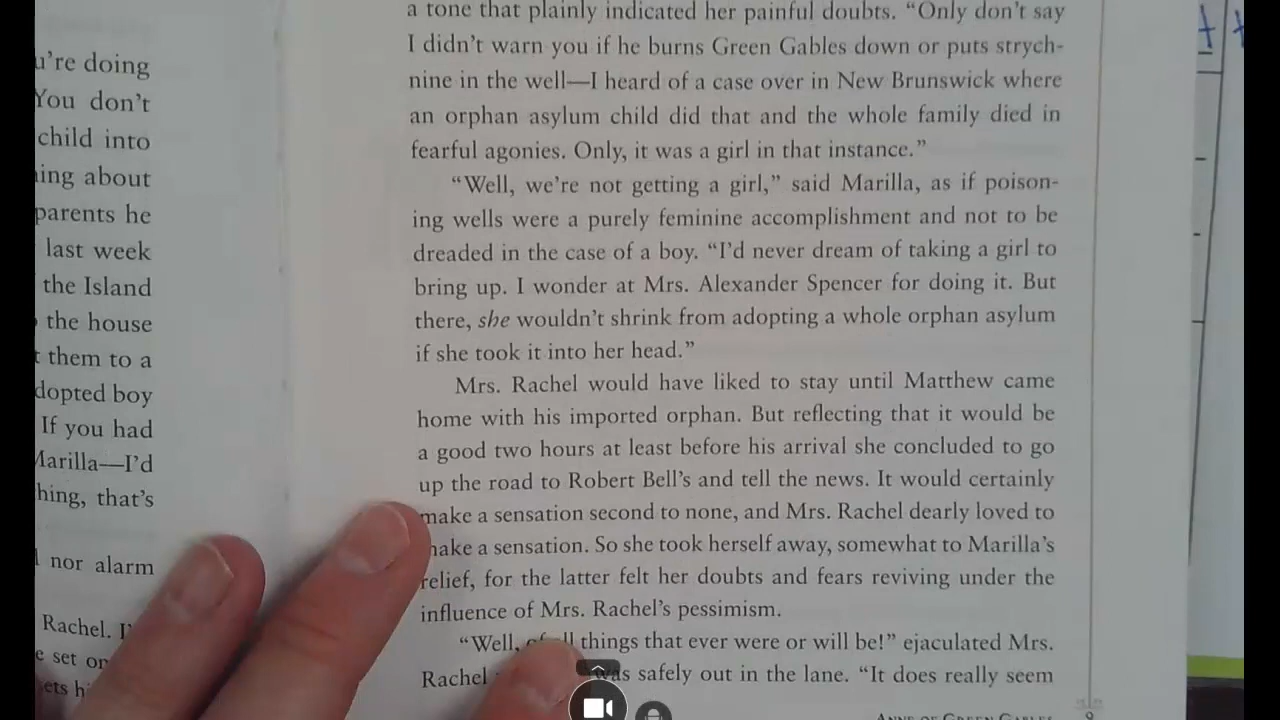 u're doing
You don't
child into
ing about
parents he
last week
the Island
the house
them to a
dopted boy
If you had
Marilla—I'd
hing, that's
nor alarm
Rachel.
e set
a tone that plainly indicated her painful doubts. “Only don't say
I didn't warn you if he burns Green Gables down or puts strych-
nine in the well—I heard of a case over in New Brunswick where
an orphan asylum child did that and the whole family died in
fearful agonies. Only, it was a girl in that instance.”
“Well, we're not getting a girl,” said Marilla, as if poison-
ing wells were a purely feminine accomplishment and not to be
dreaded in the case of a boy. “I'd never dream of taking a girl to
bring up. I wonder at Mrs. Alexander Spencer for doing it. But
there, she wouldn't shrink from adopting a whole orphan asylum
if she took it into her head.”
Mrs. Rachel would have liked to stay until Matthew came
home with his imported orphan. But reflecting that it would be
a good two hours at least before his arrival she concluded to go
up the road to Robert Bell's and tell the news. It would certainly
make a sensation second to none, and Mrs. Rachel dearly loved to
make a sensation. So she took herself away, somewhat to Marilla's
relief, for the latter felt her doubts and fears reviving under the
influence of Mrs. Rachel's pessimism.
“Well, of all things that ever were or will be!” ejaculated Mrs.
Rachel was safely out in the lane. “It does really seem
ANNE OF GREEN GABLES 9